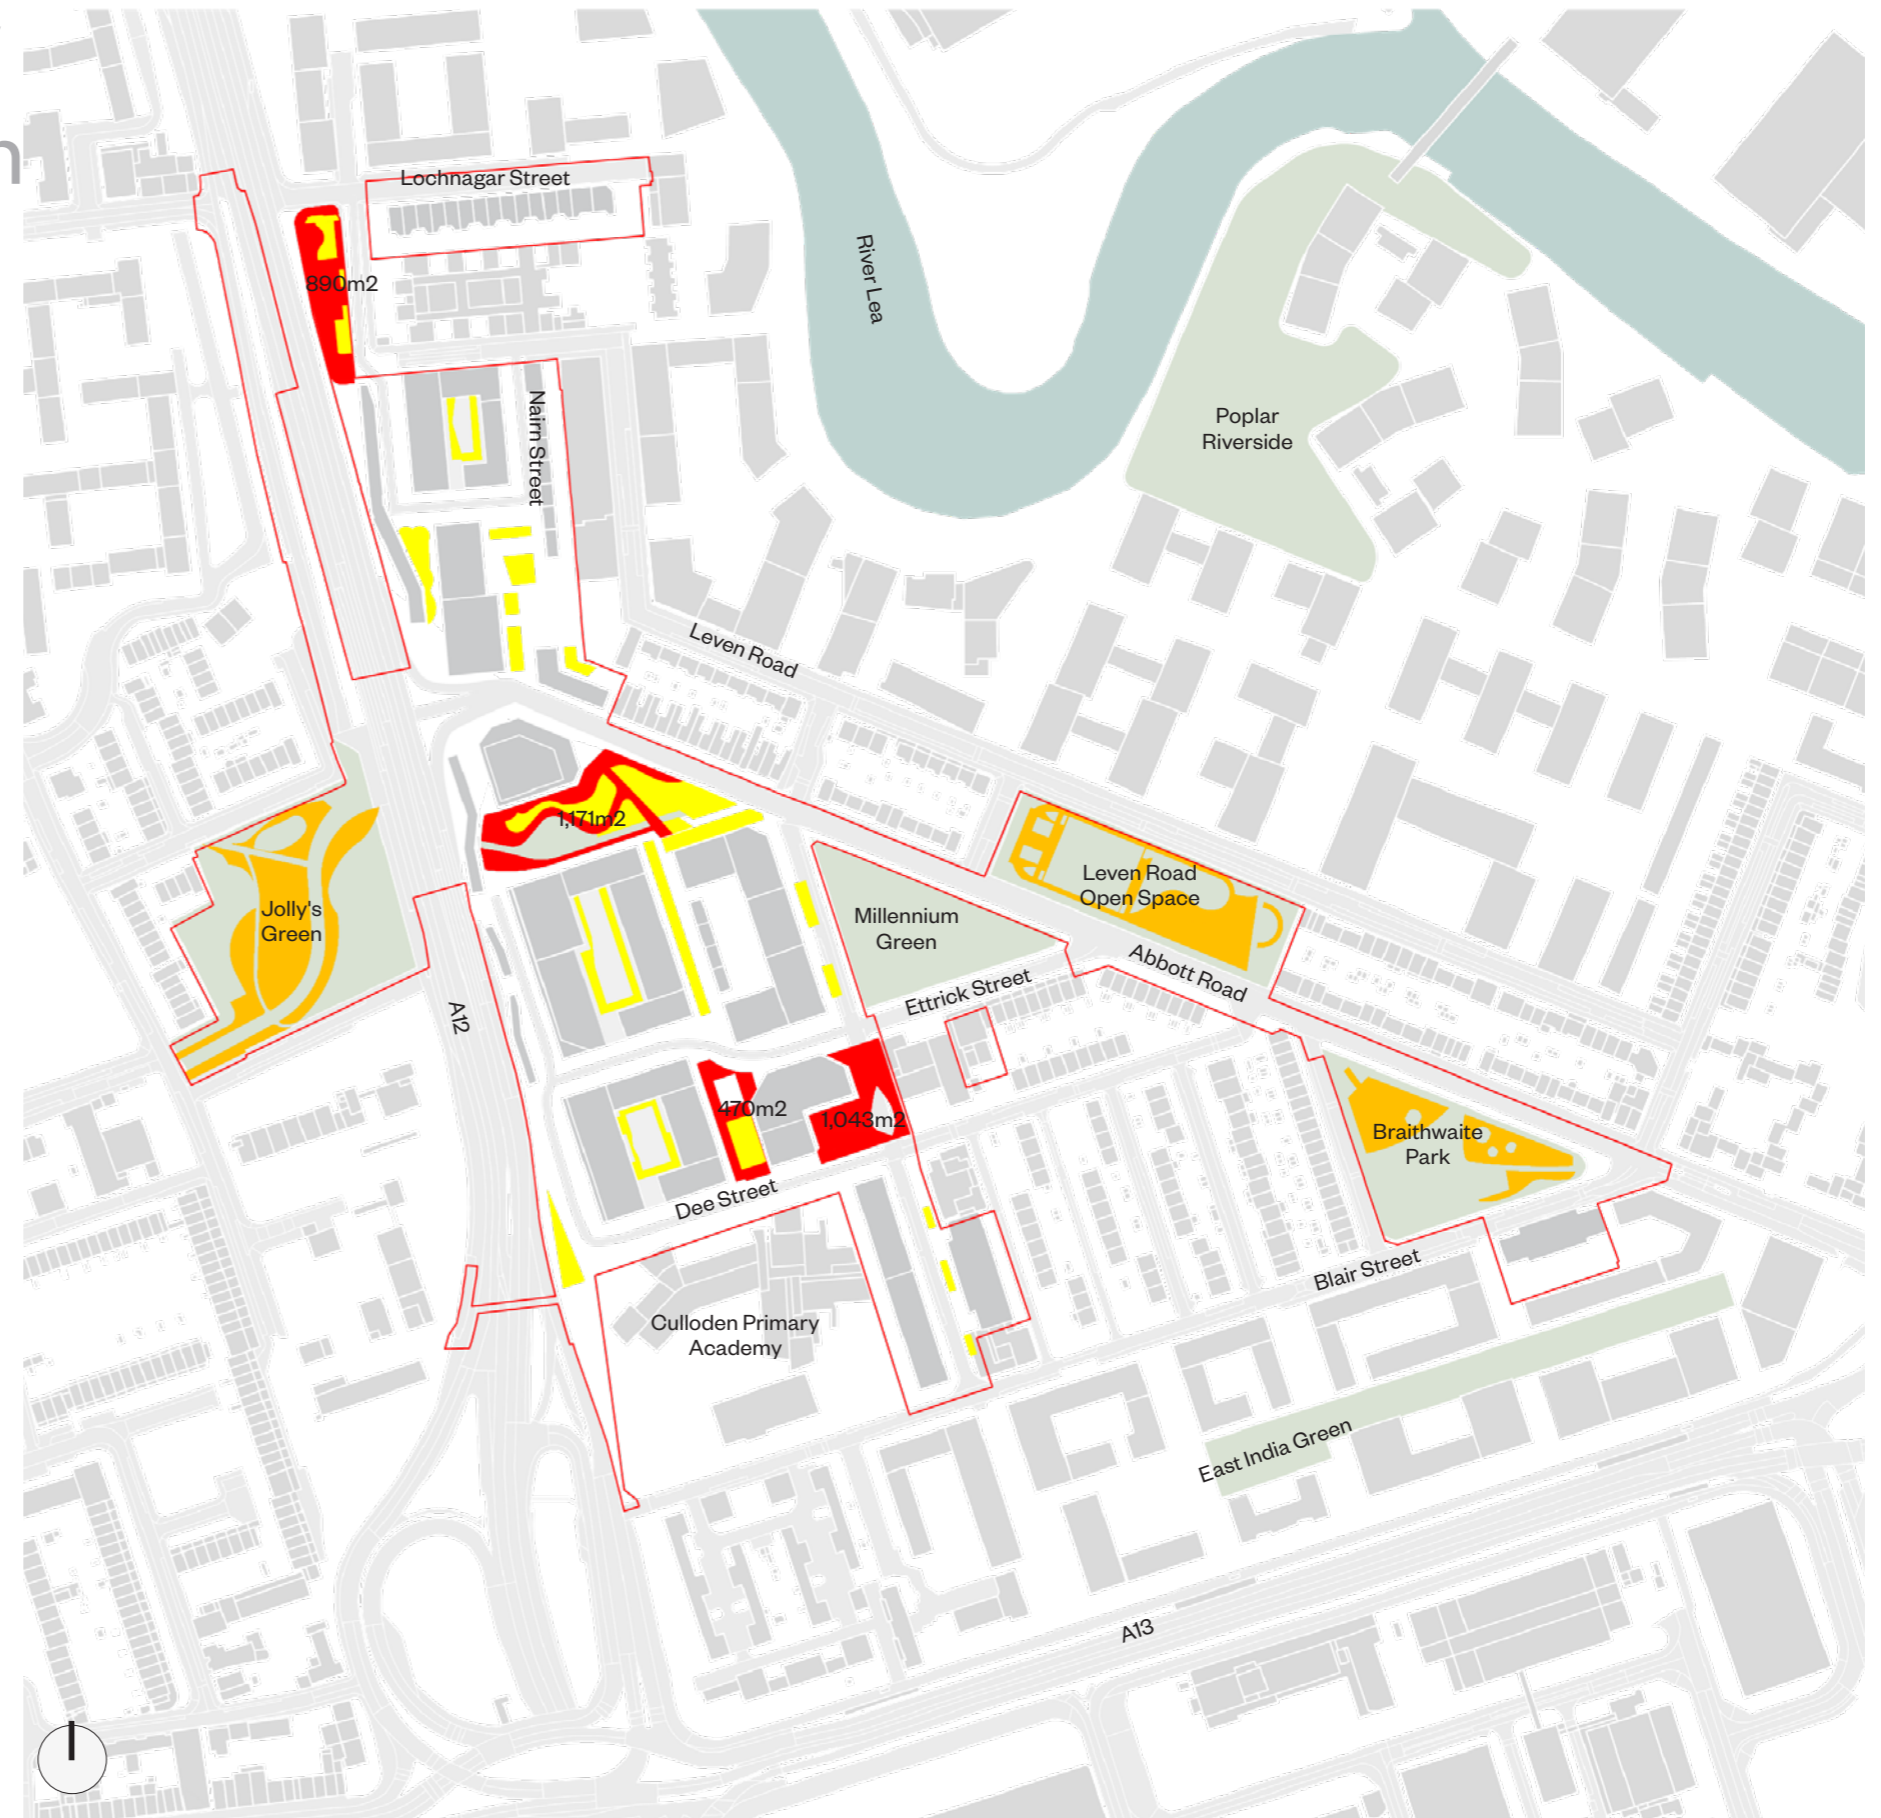 n
Lochnagar Street
890m2
River Lea
Nairn Street
Poplar
Riverside
Leven Road
1,171m2
Jolly's
Green
Millennium
Green
Leven Road
Open Space
Abbott Road
Ettrick Street
A12
470m2
1,043m2
Braithwaite
Park
Dee Street
Blair Street
Culloden Primary
Academy
East India Green
A13